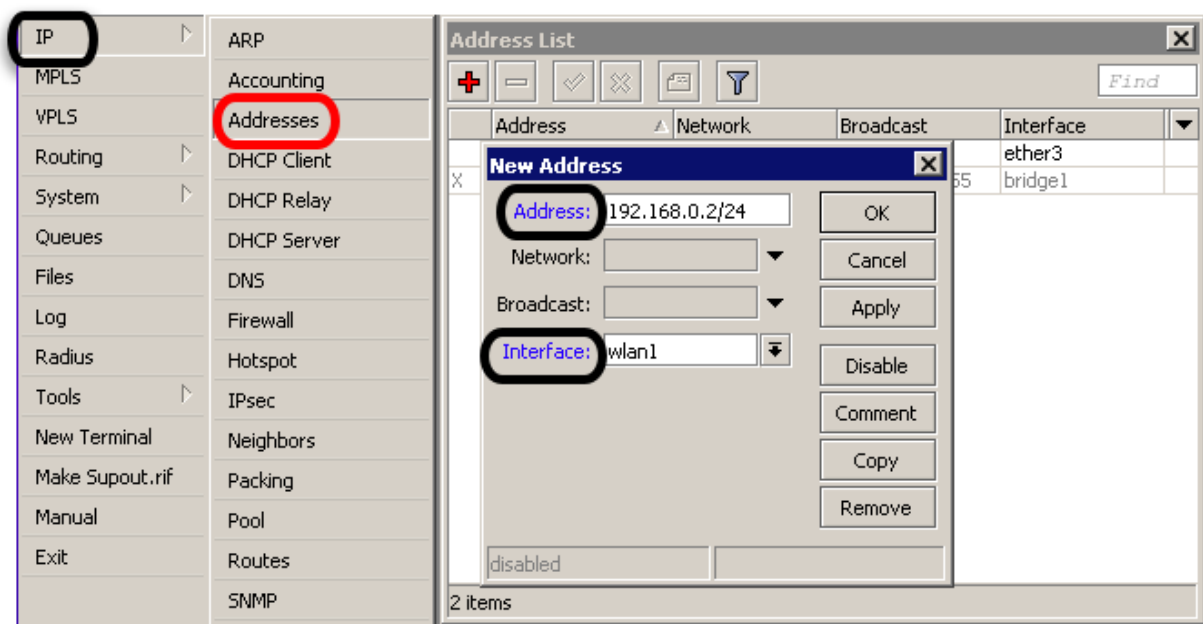 IP
MPLS
VPLS
Routing
System
Queues
Files
Log
Radius
Tools
New Terminal
Make Supout.rif
Manual
Exit
ARP
Accounting
Addresses
DHCP Client
DHCP Relay
DHCP Server
DNS
Firewall
Hotspot
IPsec
Neighbors
Packing
Pool
Routes
SNMP
Address List
Find
Address Network Broadcast Interface
ether3
X 55 bridge1
New Address
Address: 192.168.0.2/24
Network:
Broadcast:
Interface: wlan1
OK
Cancel
Apply
Disable
Comment
Copy
Remove
disabled
2 items